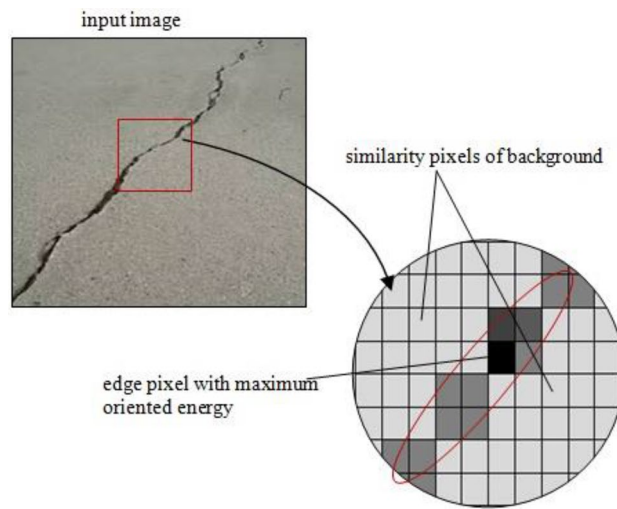 input image
similarity pixels of background
edge pixel with maximum
oriented energy